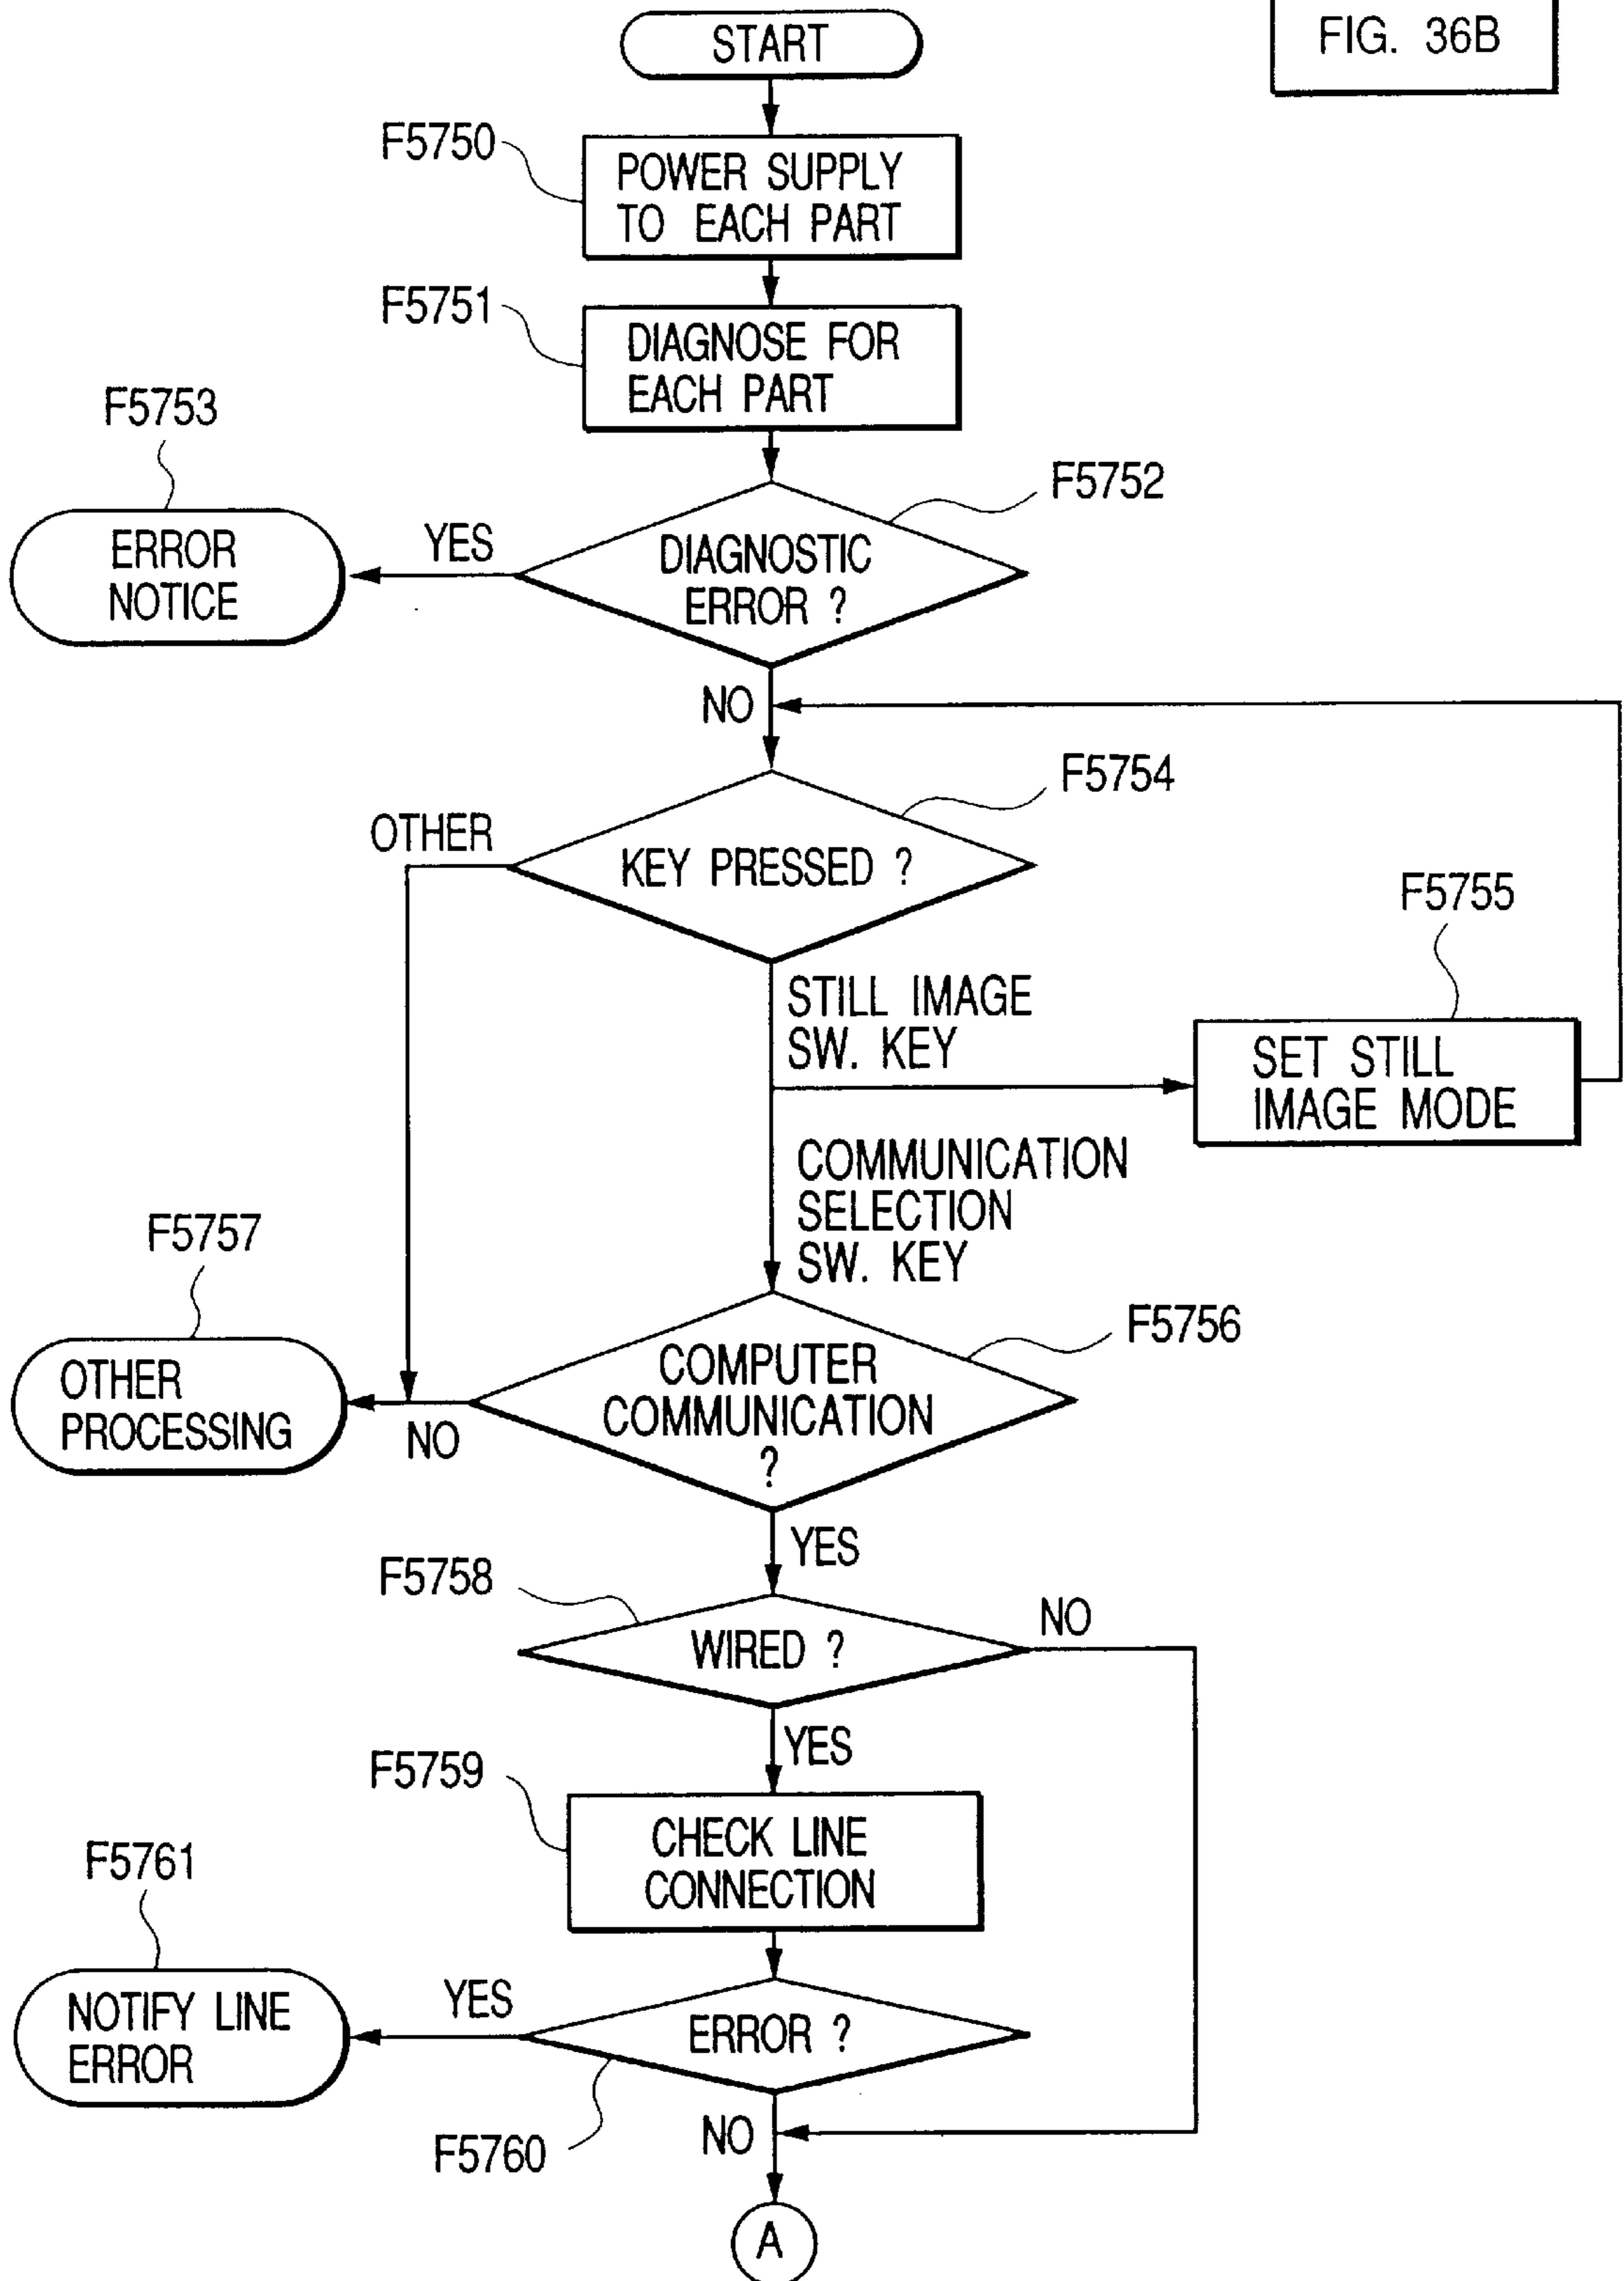 FIG. 36B
START
F5750
POWER SUPPLY
TO EACH PART
F5751
DIAGNOSE FOR
EACH PART
F5753
F5752
ERROR
NOTICE
YES
DIAGNOSTIC
ERROR ?
NO
F5754
OTHER
KEY PRESSED ?
F5755
STILL IMAGE
SW. KEY
SET STILL
IMAGE MODE
COMMUNICATION
SELECTION
SW. KEY
F5757
F5756
OTHER
PROCESSING
NO
COMPUTER
COMMUNICATION
?
YES
F5758
WIRED ?
NO
YES
F5759
CHECK LINE
CONNECTION
F5761
NOTIFY LINE
ERROR
YES
ERROR ?
F5760
NO
A